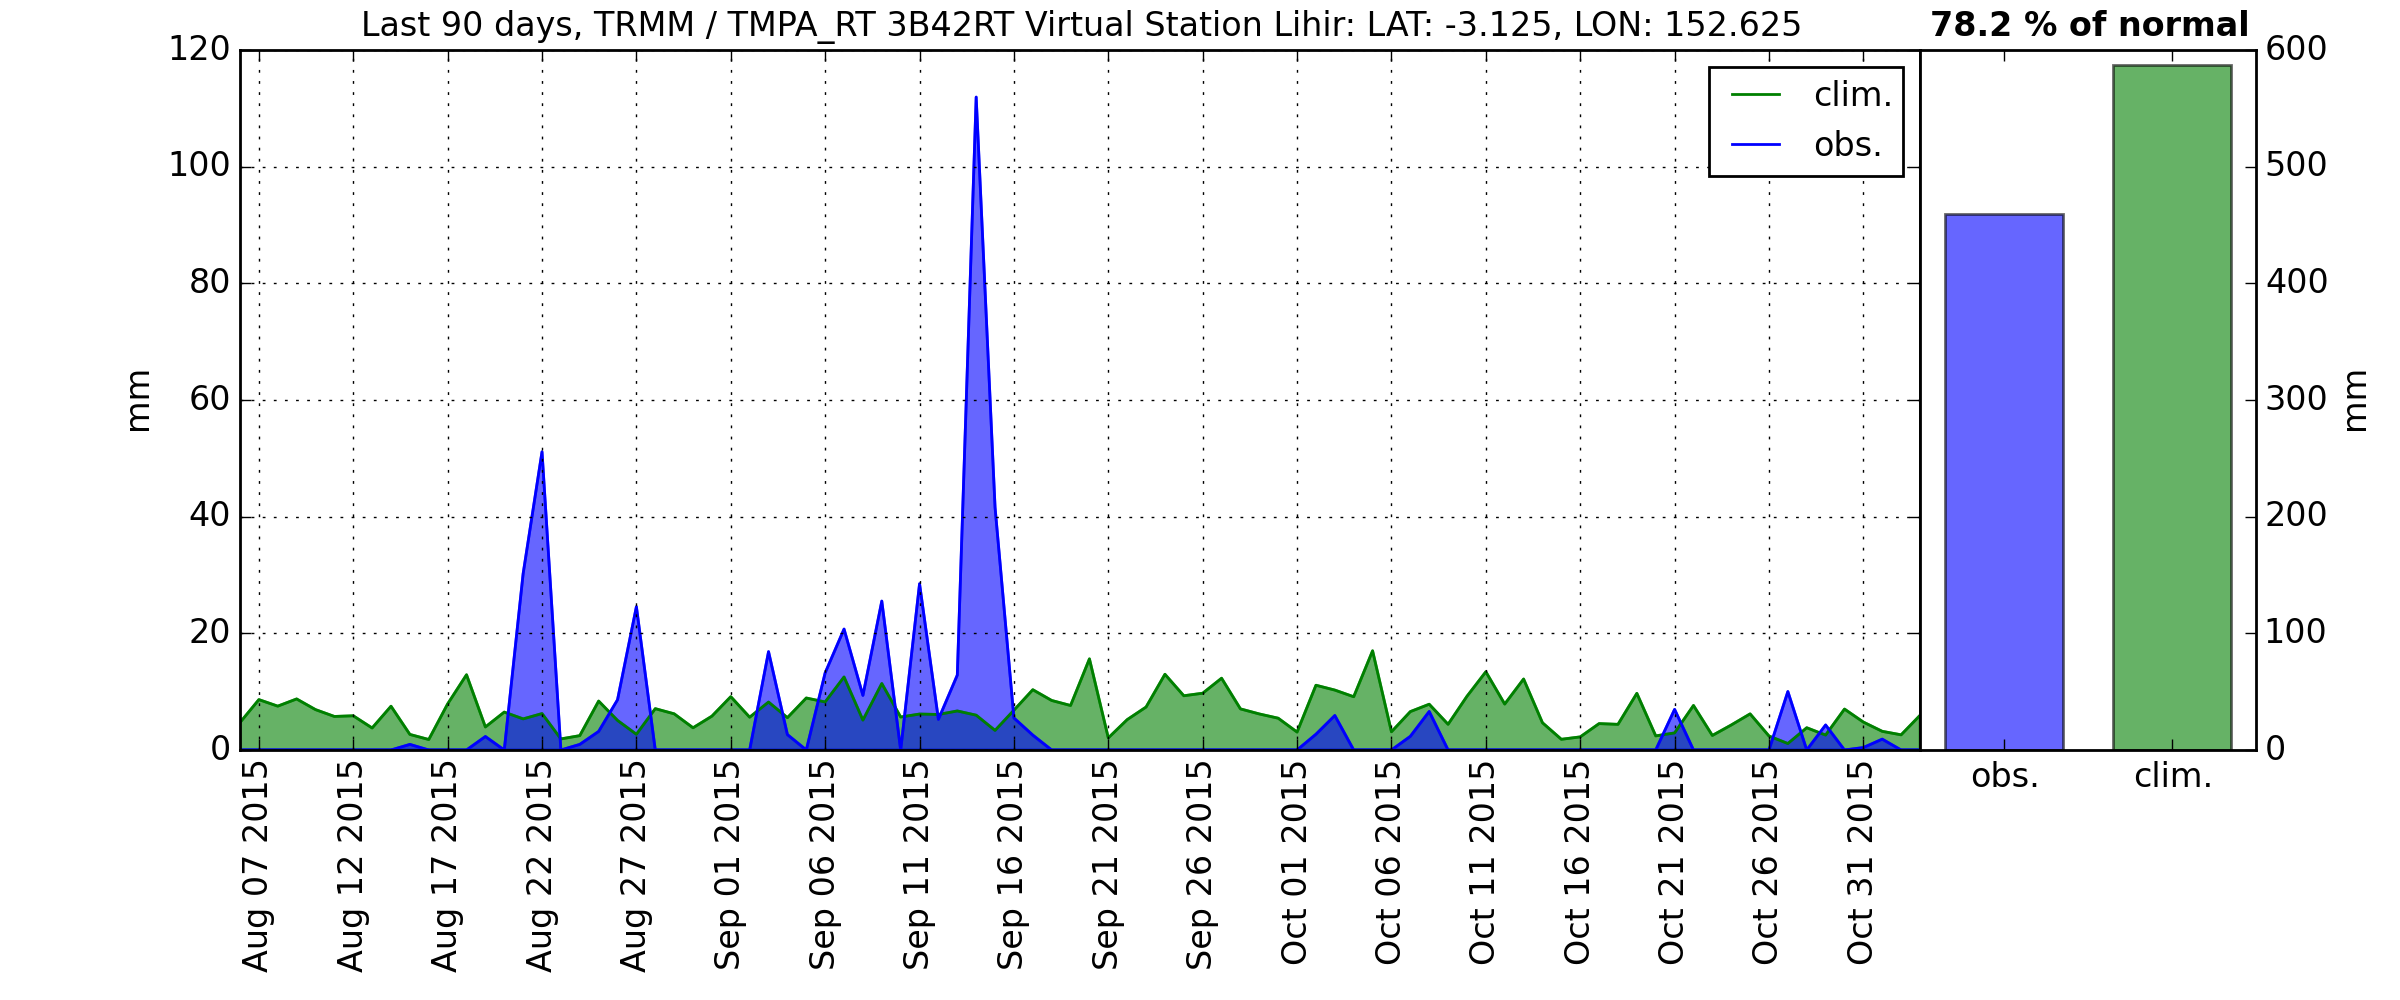 Last 90 days, TRMM / TMPA_RT 3B42RT Virtual Station Lihir: LAT: -3.125, LON: 152.625
78.2 % of normal
120
100
80
60
40
20
0
mm
clim.
obs.
600
500
400
300
200
100
0
mm
obs.
clim.
Aug 07 2015
Aug 12 2015
Aug 17 2015
Aug 22 2015
Aug 27 2015
Sep 01 2015
Sep 06 2015
Sep 11 2015
Sep 16 2015
Sep 21 2015
Sep 26 2015
Oct 01 2015
Oct 06 2015
Oct 11 2015
Oct 16 2015
Oct 21 2015
Oct 26 2015
Oct 31 2015